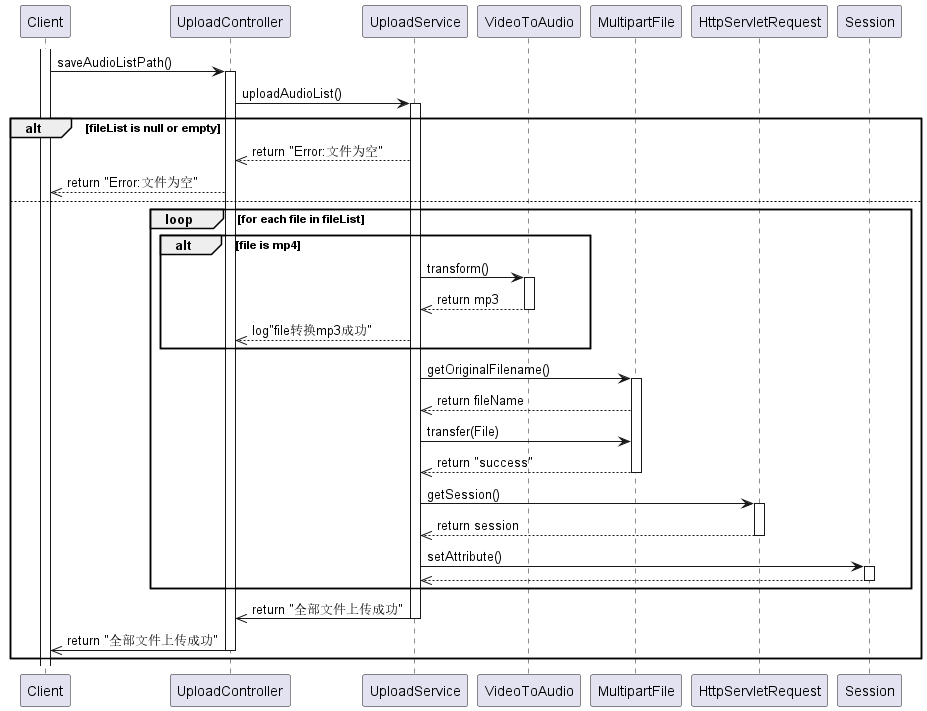 Client UploadController UploadService VideoToAudio MultipartFile HttpServletRequest Session
saveAudioListPath()
uploadAudioList()
alt [fileList is null or empty]
return "Error:文件为空"
return "Error:文件为空"
loop [for each file in fileList]
alt [file is mp4]
transform()
return mp3
log"file转换mp3成功"
getOriginalFilename()
return fileName
transfer(File)
return "success"
getSession()
return session
setAttribute()
return "全部文件上传成功"
return "全部文件上传成功"
Client UploadController UploadService VideoToAudio MultipartFile HttpServletRequest Session